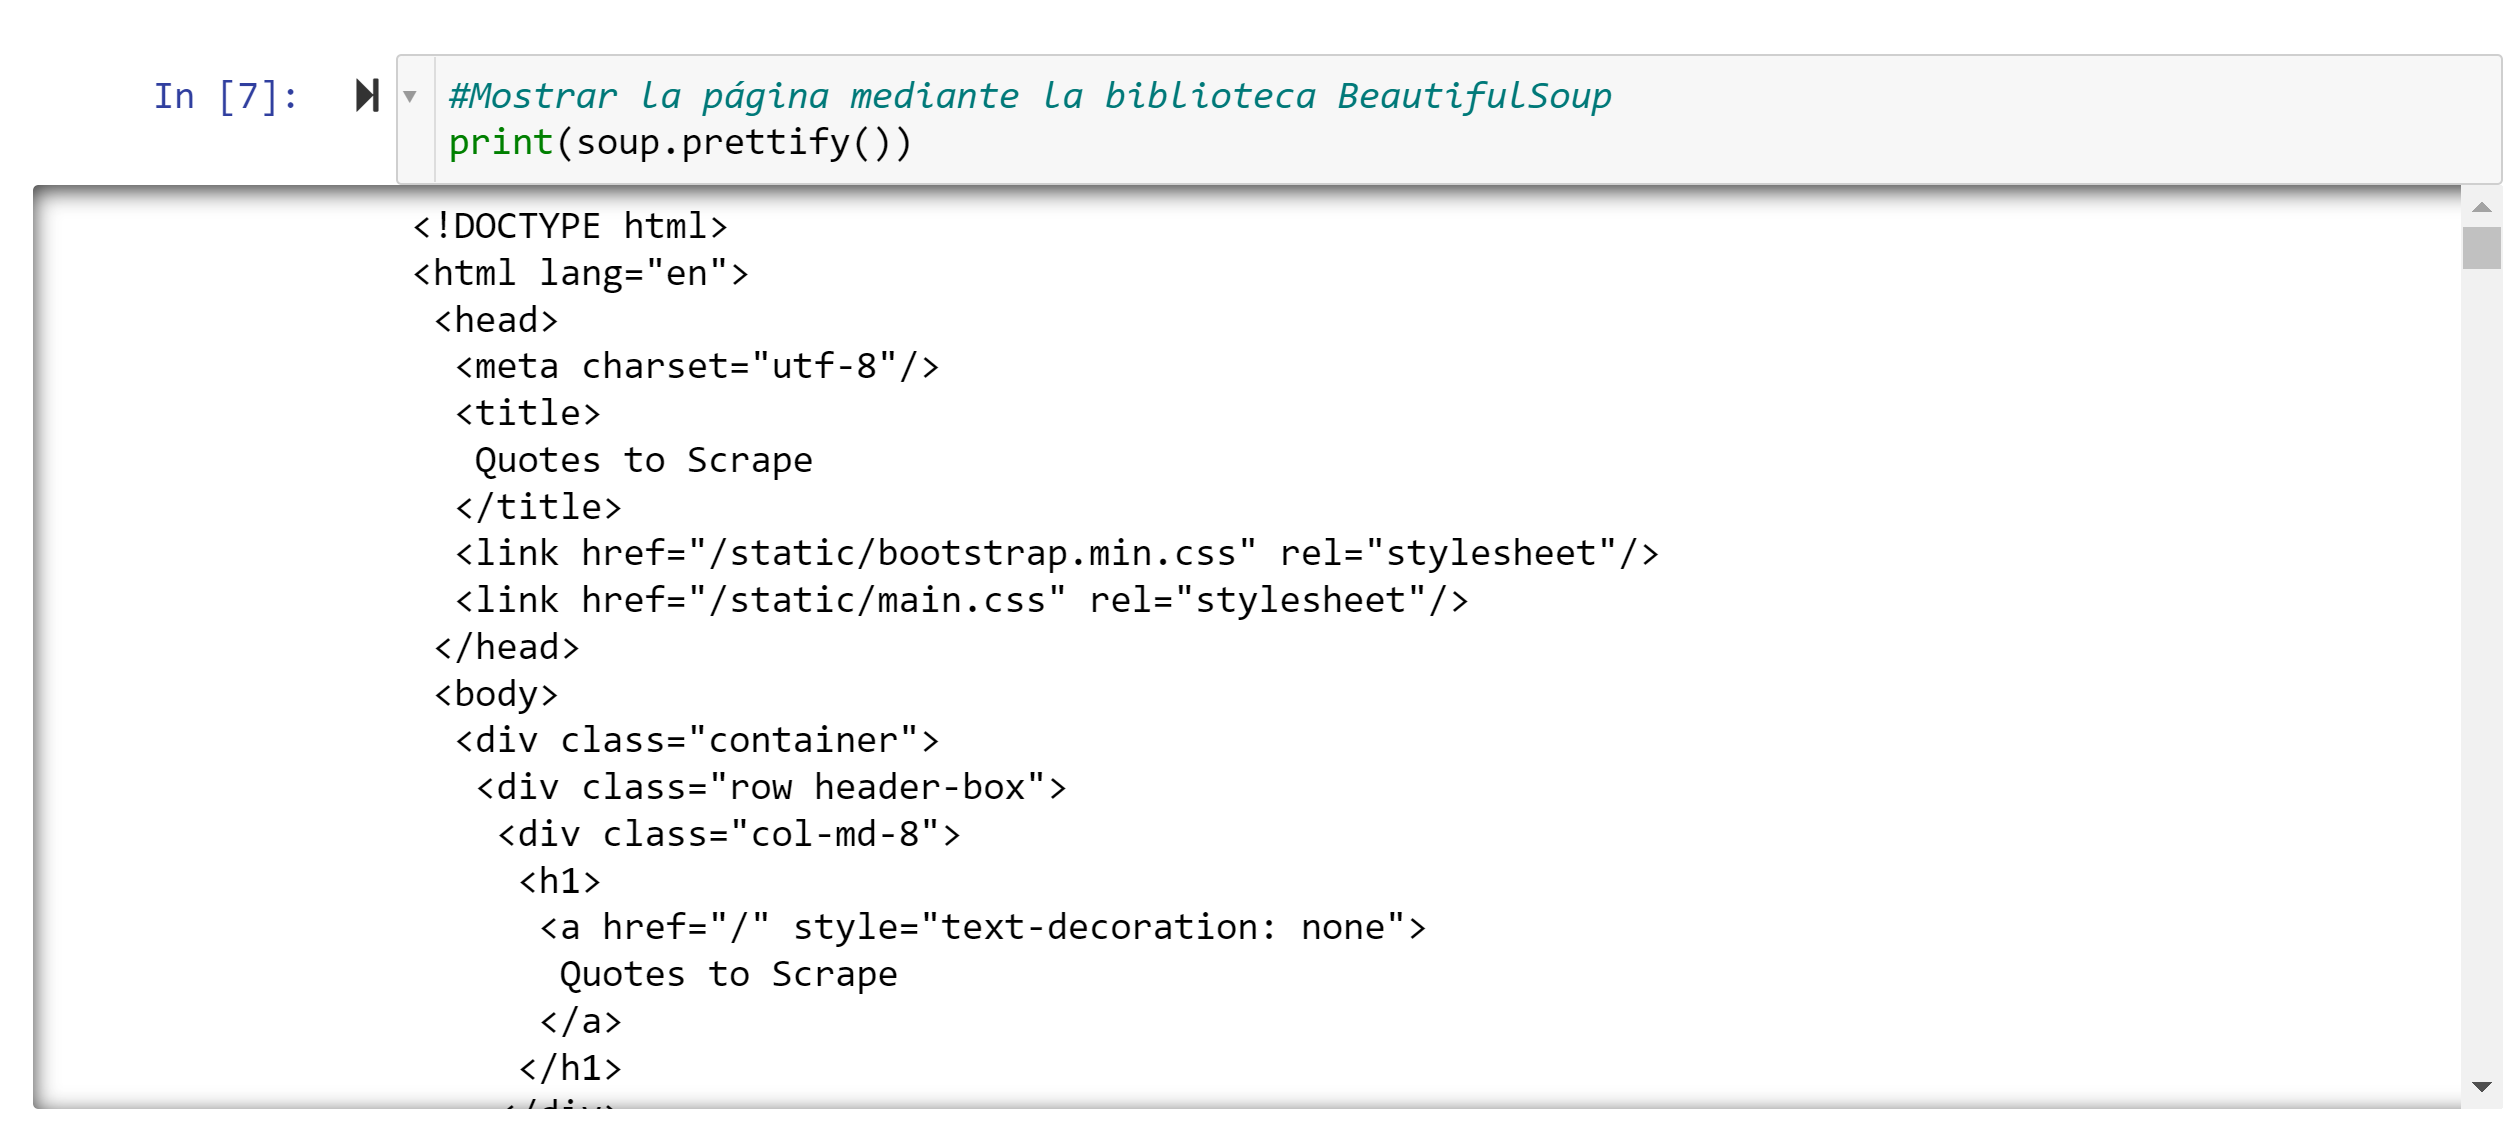 In [7]:
#Mostrar la página mediante la biblioteca BeautifulSoup
print(soup.prettify())
<!DOCTYPE html>
<html lang="en">
 <head>
  <meta charset="utf-8"/>
  <title>
   Quotes to Scrape
  </title>
  <link href="/static/bootstrap.min.css" rel="stylesheet"/>
  <link href="/static/main.css" rel="stylesheet"/>
 </head>
 <body>
  <div class="container">
   <div class="row header-box">
    <div class="col-md-8">
     <h1>
      <a href="/" style="text-decoration: none">
       Quotes to Scrape
      </a>
     </h1>
    </div>